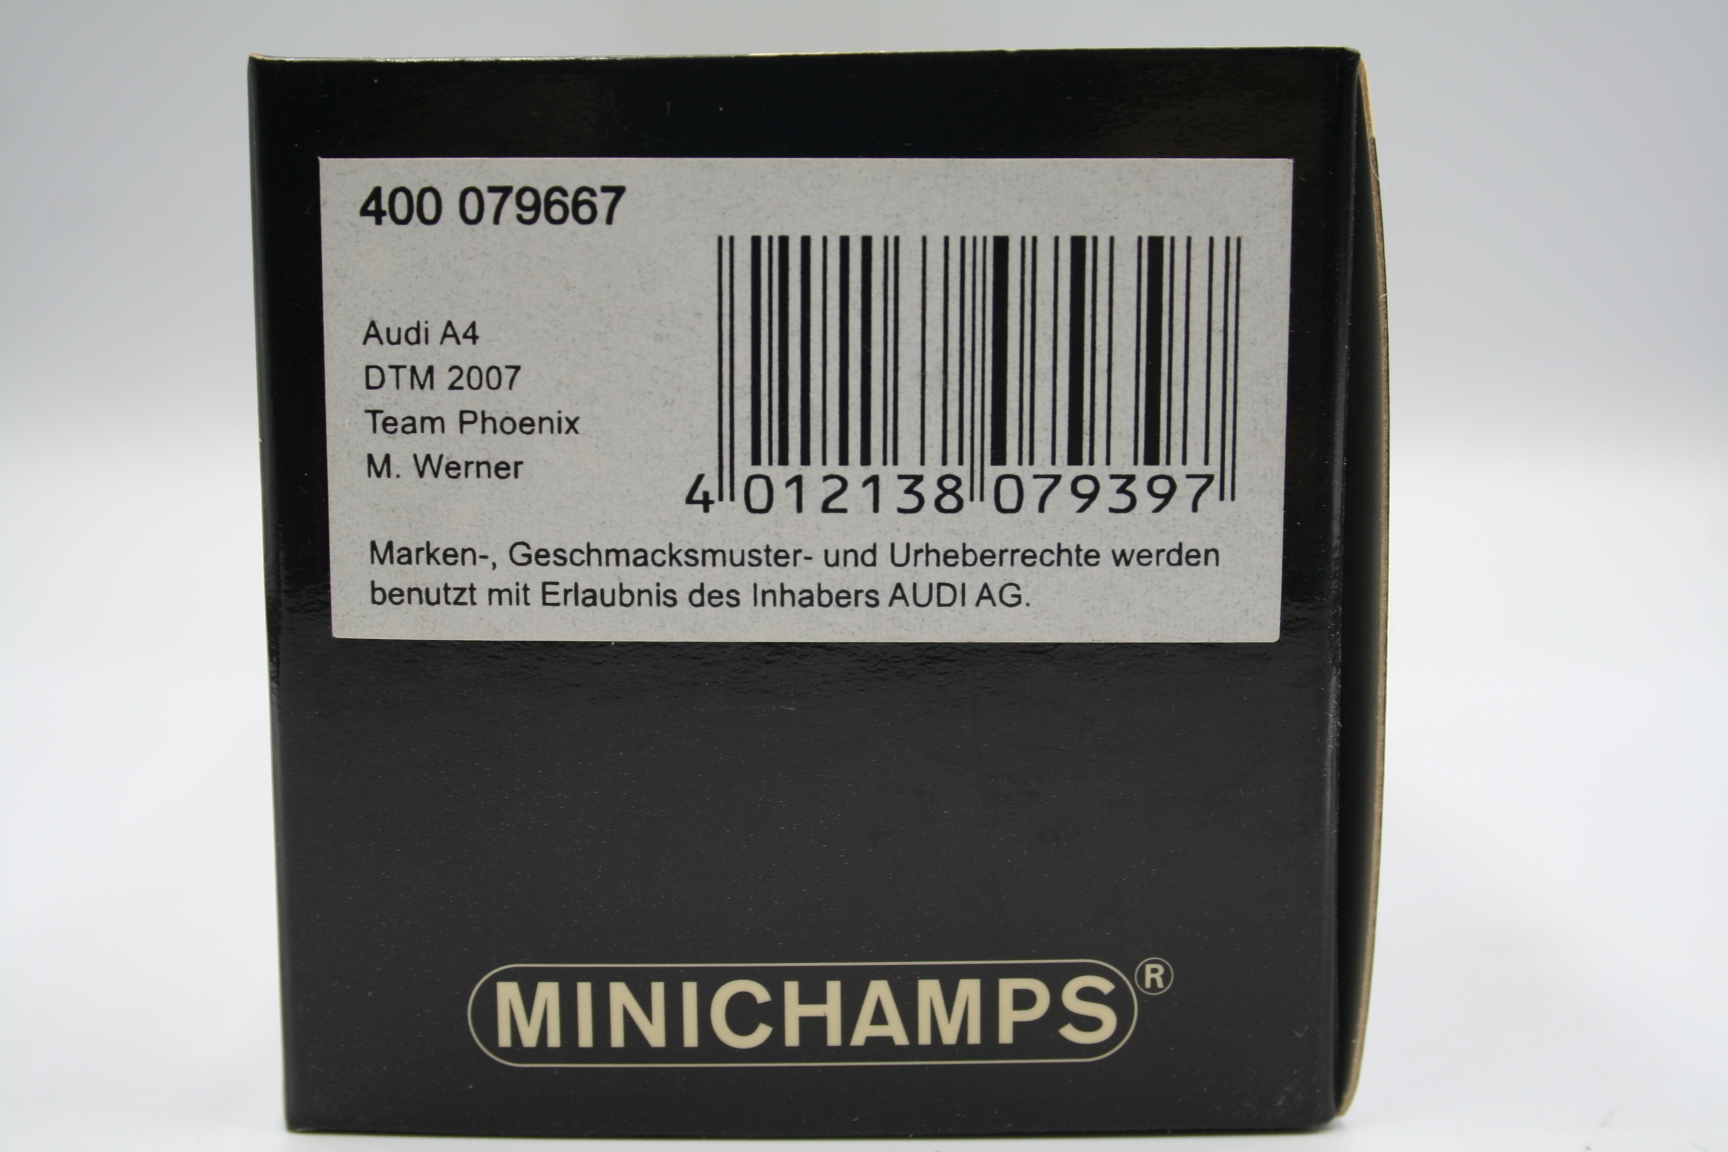 400 079667
Audi A4
DTM 2007
Team Phoenix
M. Werner
4 012138 079397
Marken-, Geschmacksmuster- und Urheberrechte werden
benutzt mit Erlaubnis des Inhabers AUDI AG.
MINICHAMPS®